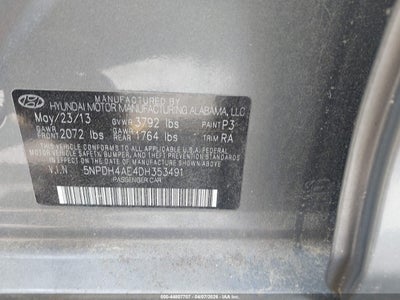 MANUFACTURED BY
HYUNDAI MOTOR MANUFACTURING ALABAMA, LLC
May/23/13 GVWR 3792 lbs PAINT P3
GAWR FRONT 2072 lbs GAWR REAR 1764 lbs TRIM RA
THIS VEHICLE CONFORMS TO ALL APPLICABLE
FEDERAL MOTOR VEHICLE SAFETY, BUMPER, AND THEFT
PREVENTION STANDARDS IN EFFECT ON THE DATE OF
MANUFACTURE SHOWN ABOVE.
V.I.N 5NPDH4AE4DH353491
PASSENGER CAR